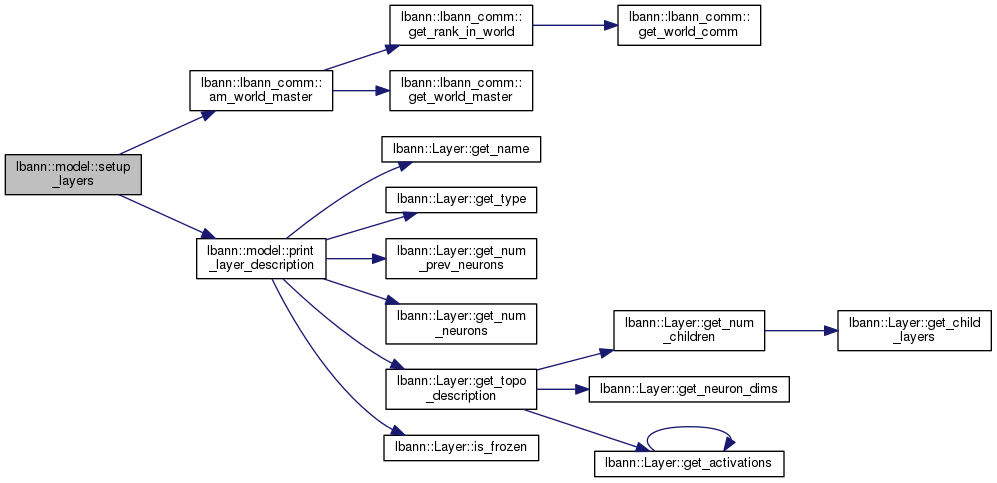 lbann::model::setup
_layers
lbann::lbann_comm::
am_world_master
lbann::lbann_comm::
get_rank_in_world
lbann::lbann_comm::
get_world_comm
lbann::lbann_comm::
get_world_master
lbann::model::print
_layer_description
lbann::Layer::get_name
lbann::Layer::get_type
lbann::Layer::get_num
_prev_neurons
lbann::Layer::get_num
_neurons
lbann::Layer::get_topo
_description
lbann::Layer::get_num
_children
lbann::Layer::get_child
_layers
lbann::Layer::get_neuron_dims
lbann::Layer::get_activations
lbann::Layer::is_frozen